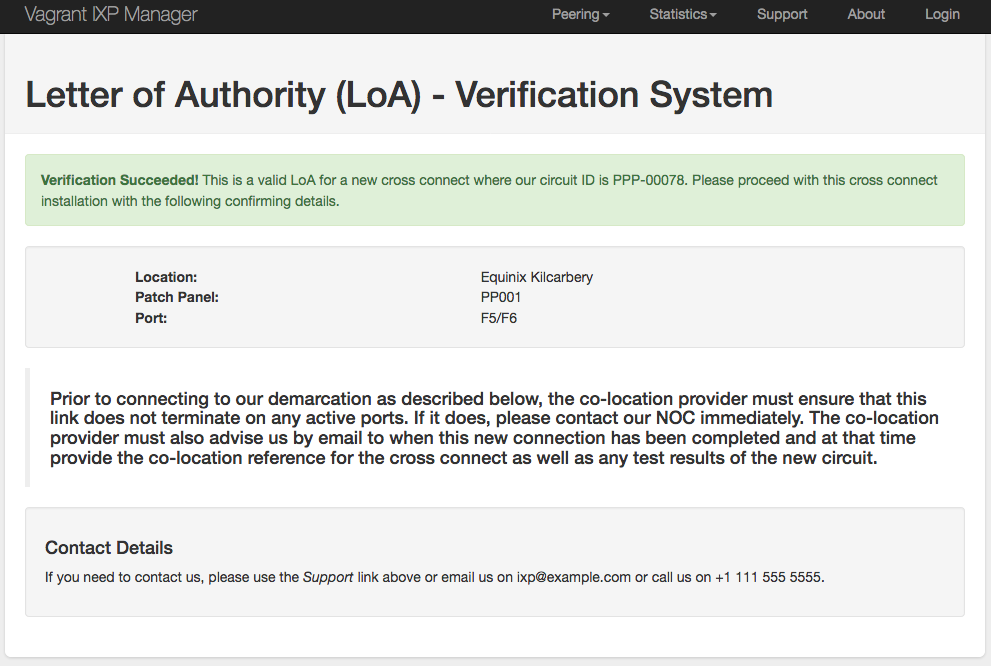 Vagrant IXP Manager Peering Statistics Support About Login
Letter of Authority (LoA) - Verification System
Verification Succeeded! This is a valid LoA for a new cross connect where our circuit ID is PPP-00078. Please proceed with this cross connect
installation with the following confirming details.
Location: Equinix Kilcarbery
Patch Panel: PP001
Port: F5/F6
Prior to connecting to our demarcation as described below, the co-location provider must ensure that this
link does not terminate on any active ports. If it does, please contact our NOC immediately. The co-location
provider must also advise us by email to when this new connection has been completed and at that time
provide the co-location reference for the cross connect as well as any test results of the new circuit.
Contact Details
If you need to contact us, please use the Support link above or email us on ixp@example.com or call us on +1 111 555 5555.